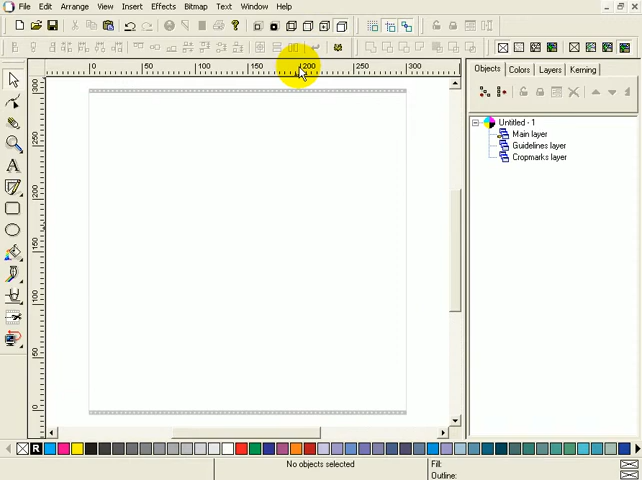 File Edit Arrange View Insert Effects Bitmap Text Window Help
0 50 100 150 200 250 300
300
250
200
150
100
50
0
Objects Colors Layers Kerning
Untitled - 1
Main layer
Guidelines layer
Cropmarks layer
R
No objects selected
Fill:
Outline: